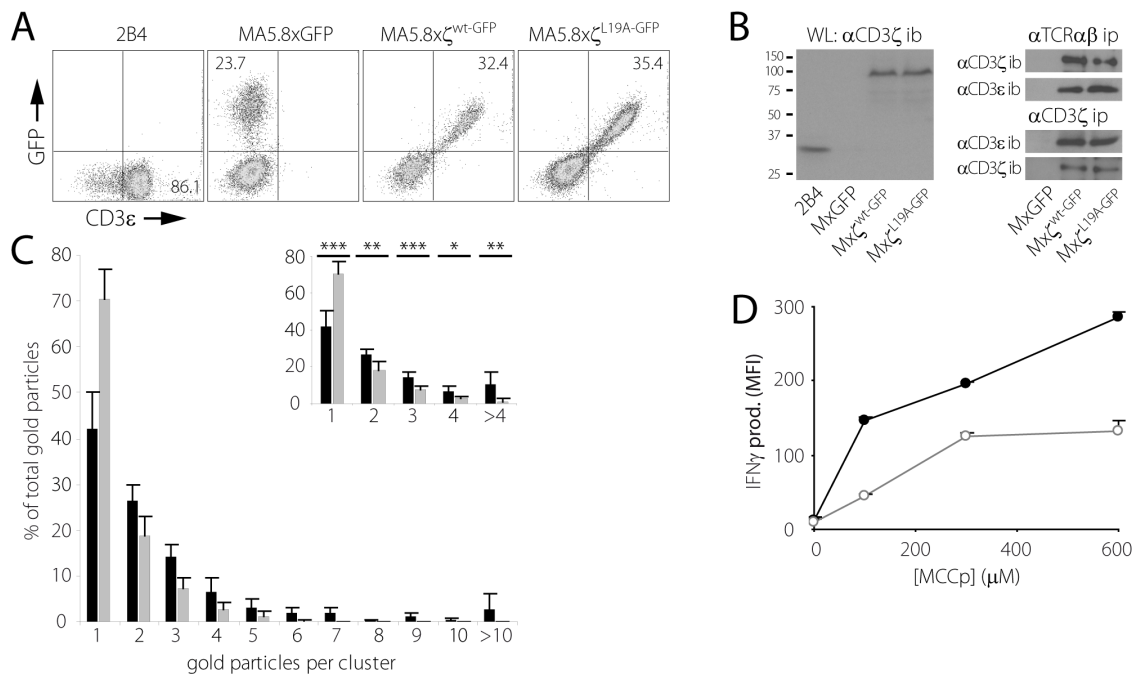 A
2B4
MA5.8xGFP
MA5.8xζwt-GFP
MA5.8xζL19A-GFP
23.7
32.4
35.4
86.1
GFP
CD3ε
B
WL: αCD3ζ ib
αTCRαβ ip
150
100
75
50
37
25
αCD3ζ ib
αCD3ε ib
αCD3ζ ip
αCD3ε ib
αCD3ζ ib
2B4
MxGFP
Mxζwt-GFP
MxζL19A-GFP
MxGFP
Mxζwt-GFP
MxζL19A-GFP
C
80
70
60
50
40
30
20
10
0
% of total gold particles
1 2 3 4 5 6 7 8 9 10 >10
gold particles per cluster
*** ** *** * **
80
60
40
20
0
1 2 3 4 >4
D
300
200
100
0
IFNγ prod. (MFI)
0 200 400 600
[MCCp] (μM)